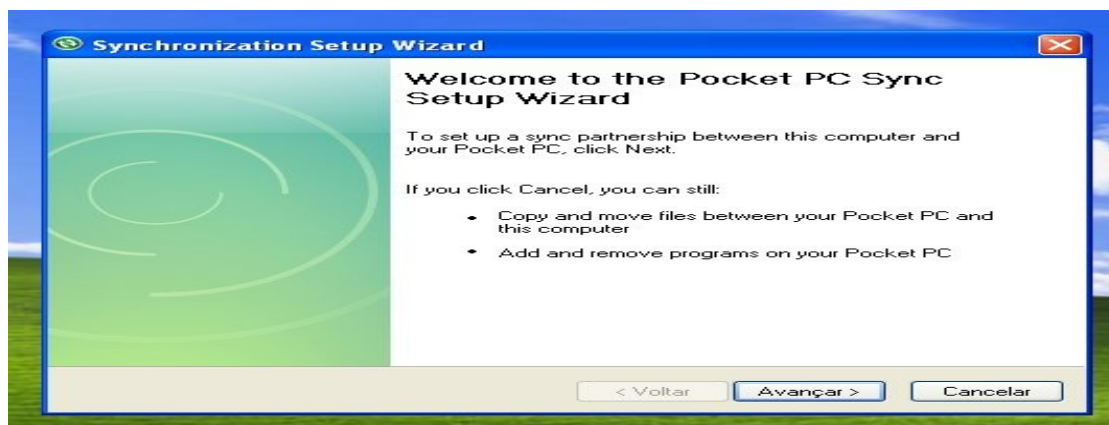 Synchronization Setup Wizard
Welcome to the Pocket PC Sync
Setup Wizard
To set up a sync partnership between this computer and
your Pocket PC, click Next.
If you click Cancel, you can still:
• Copy and move files between your Pocket PC and
this computer
• Add and remove programs on your Pocket PC
< Voltar Avançar > Cancelar